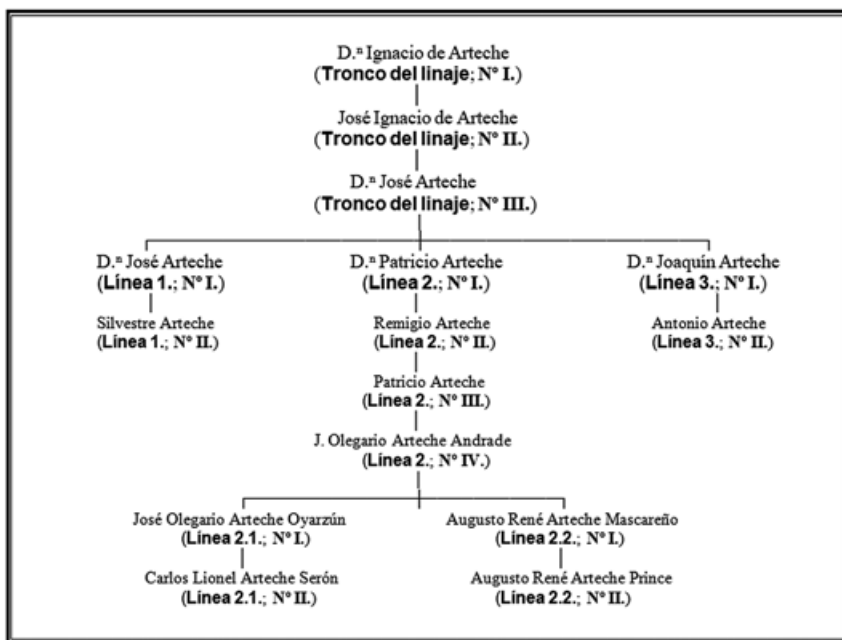 D.ⁿ Ignacio de Arteche
(Tronco del linaje; Nº I.)
José Ignacio de Arteche
(Tronco del linaje; Nº II.)
D.ⁿ José Arteche
(Tronco del linaje; Nº III.)
D.ⁿ José Arteche
(Línea 1.; Nº I.)
D.ⁿ Patricio Arteche
(Línea 2.; Nº I.)
D.ⁿ Joaquín Arteche
(Línea 3.; Nº I.)
Silvestre Arteche
(Línea 1.; Nº II.)
Remigio Arteche
(Línea 2.; Nº II.)
Antonio Arteche
(Línea 3.; Nº II.)
Patricio Arteche
(Línea 2.; Nº III.)
J. Olegario Arteche Andrade
(Línea 2.; Nº IV.)
José Olegario Arteche Oyarzún
(Línea 2.1.; Nº I.)
Augusto René Arteche Mascareño
(Línea 2.2.; Nº I.)
Carlos Lionel Arteche Serón
(Línea 2.1.; Nº II.)
Augusto René Arteche Prince
(Línea 2.2.; Nº II.)